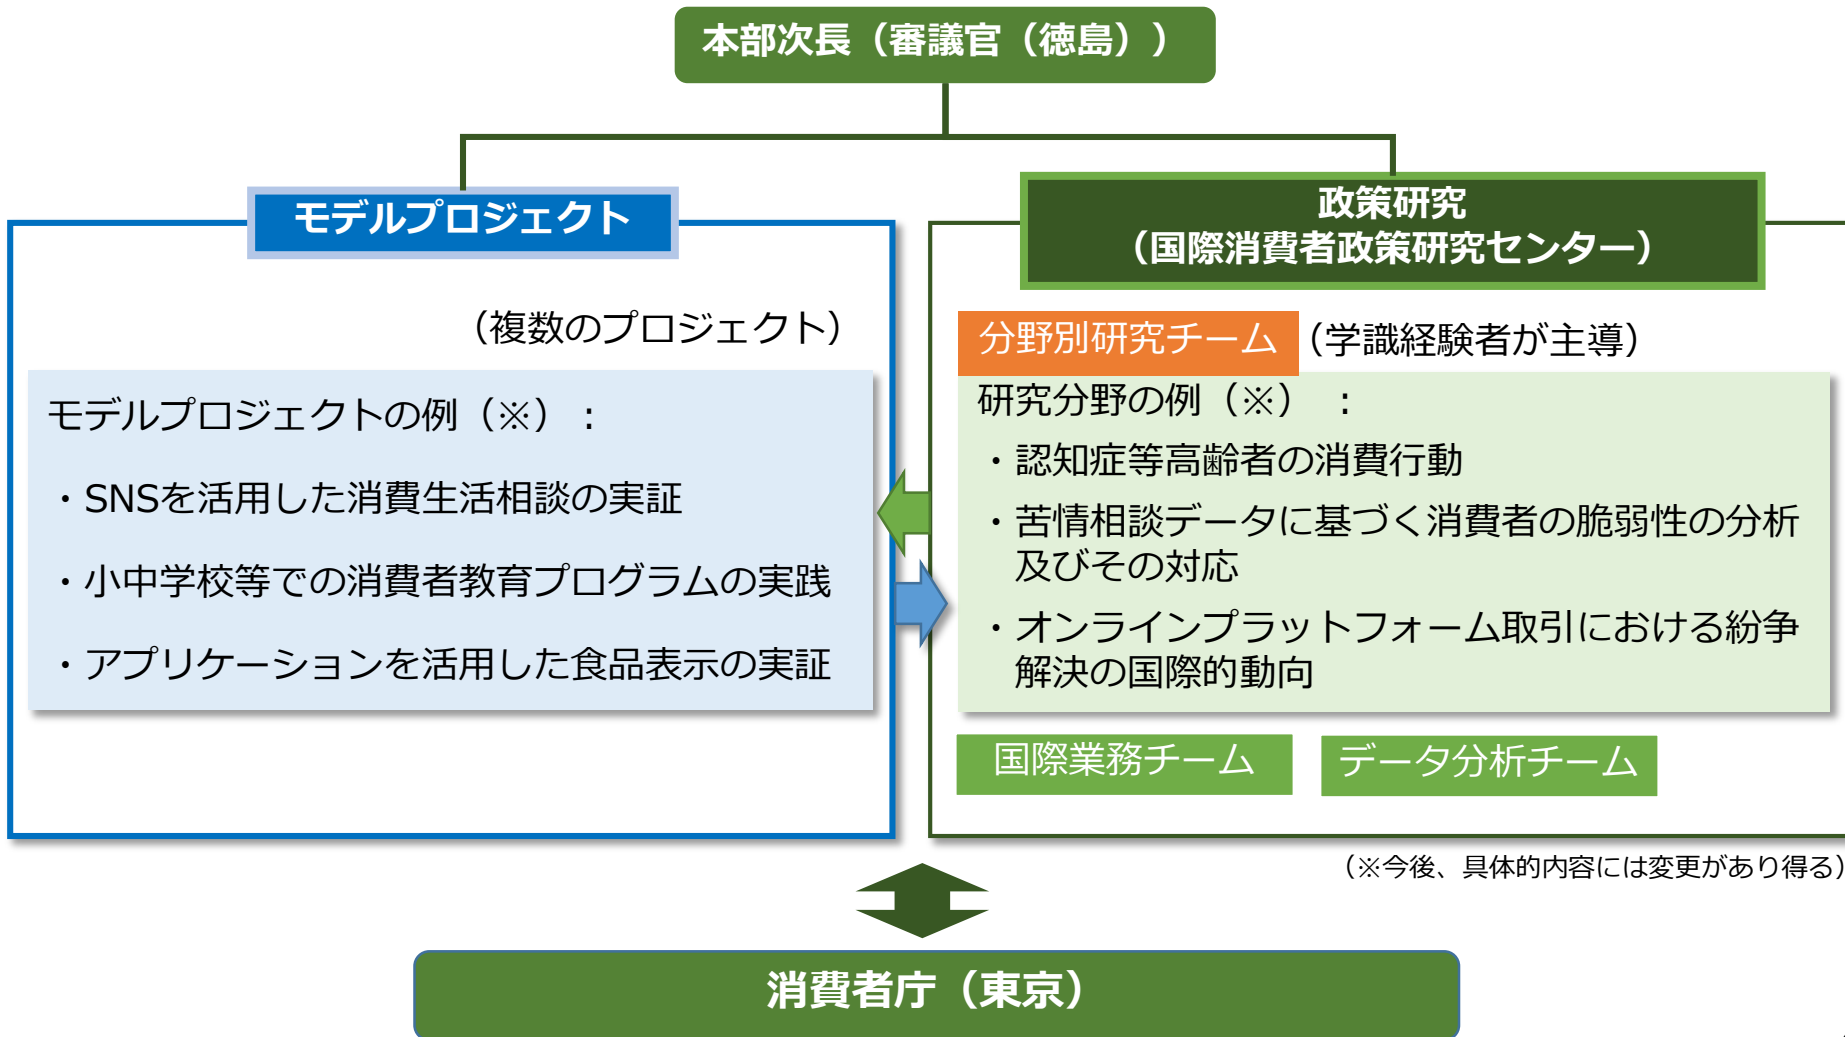 本部次長（審議官（徳島））
モデルプロジェクト
（複数のプロジェクト）
モデルプロジェクトの例（※）：
・SNSを活用した消費生活相談の実証
・小中学校等での消費者教育プログラムの実践
・アプリケーションを活用した食品表示の実証
政策研究
（国際消費者政策研究センター）
分野別研究チーム （学識経験者が主導）
研究分野の例（※）：
・認知症等高齢者の消費行動
・苦情相談データに基づく消費者の脆弱性の分析
及びその対応
・オンラインプラットフォーム取引における紛争
解決の国際的動向
国際業務チーム データ分析チーム
（※今後、具体的内容には変更があり得る）
消費者庁（東京）